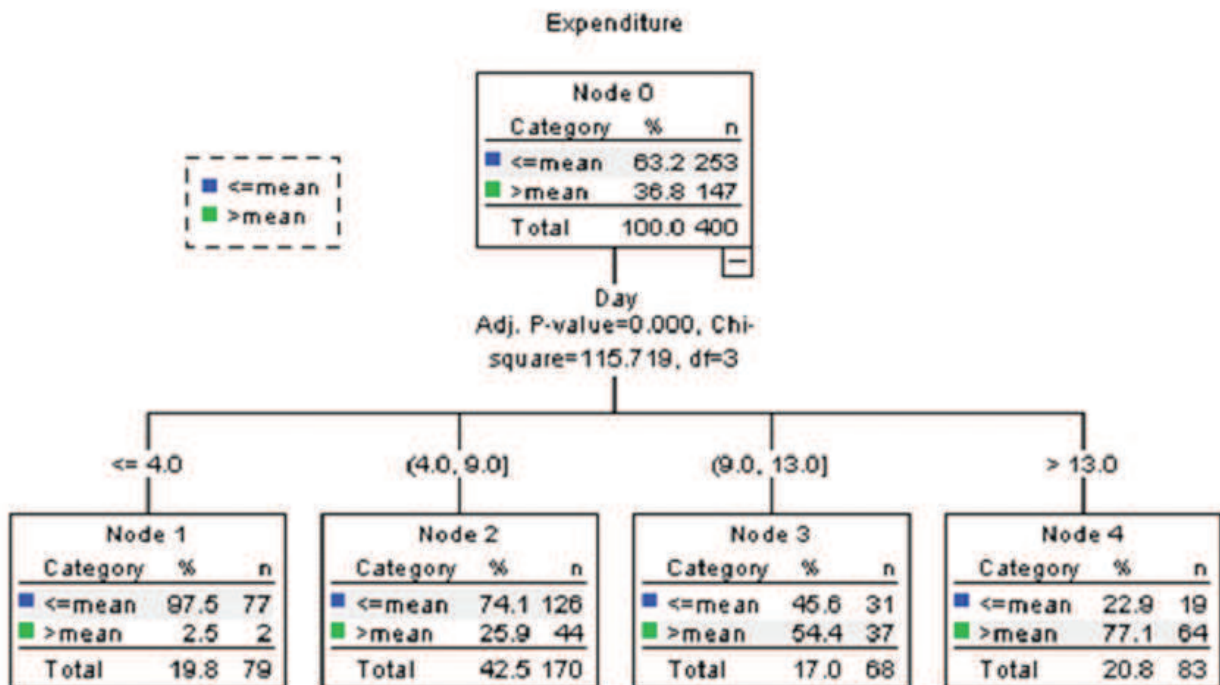 Expenditure
Node 0
Category % n
<=mean 63.2 253
>mean 36.8 147
Total 100.0 400
<=mean
>mean
Day
Adj. P-value=0.000, Chi-
square=115.719, df=3
<= 4.0
(4.0, 9.0]
(9.0, 13.0]
> 13.0
Node 1
Category % n
<=mean 97.5 77
>mean 2.5 2
Total 19.8 79
Node 2
Category % n
<=mean 74.1 126
>mean 25.9 44
Total 42.5 170
Node 3
Category % n
<=mean 45.6 31
>mean 54.4 37
Total 17.0 68
Node 4
Category % n
<=mean 22.9 19
>mean 77.1 64
Total 20.8 83